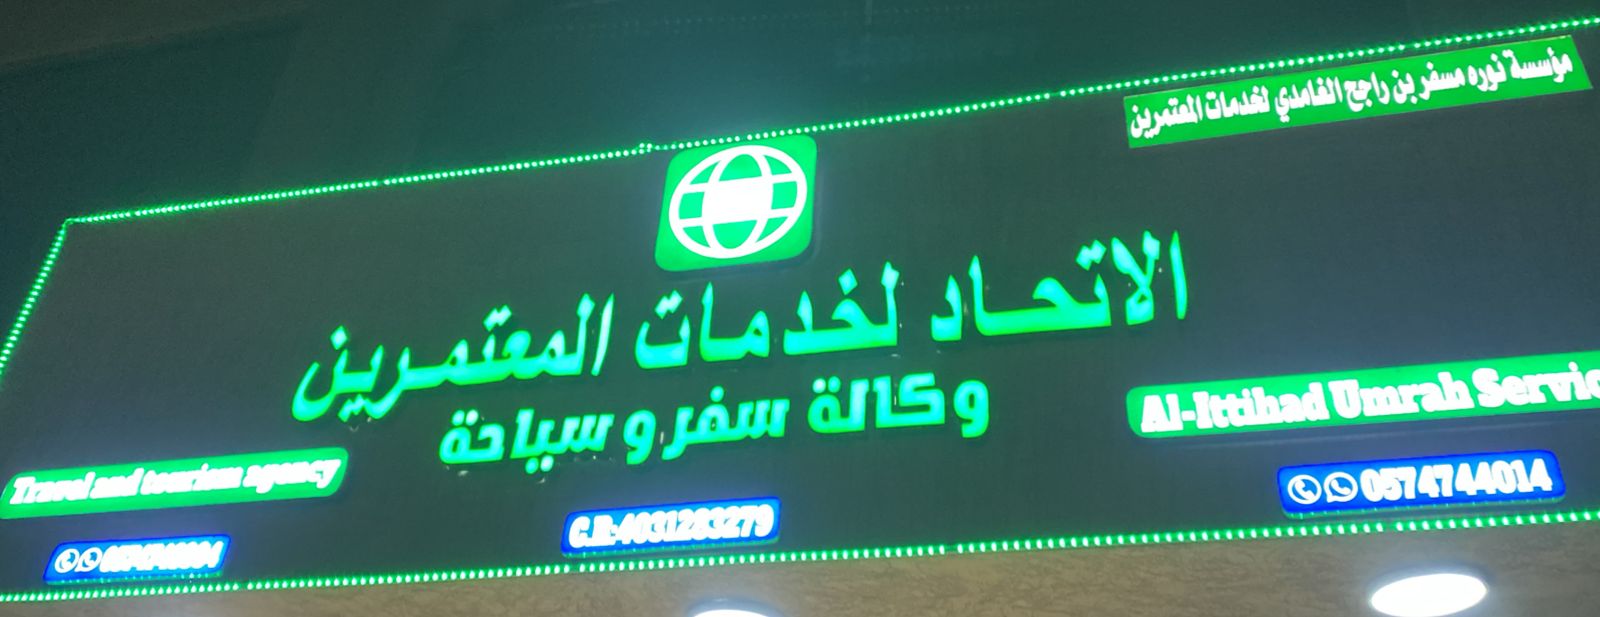 مؤسسة نوره مسفر بن راجح الغامدي لخدمات المعتمرين
الاتحاد لخدمات المعتمرين
وكالة سفر وسياحة
Al-Ittihad Umrah Servic
Travel and tourism agency
0574744014
C.R:4031283279